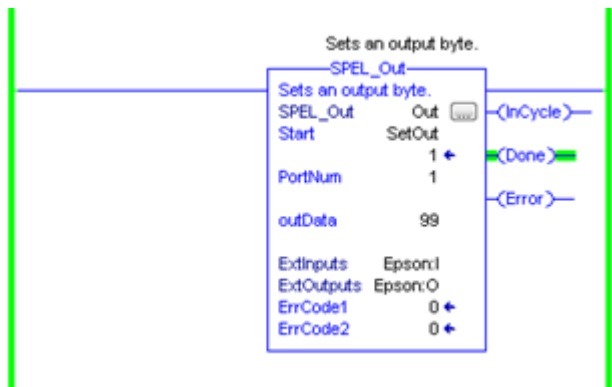 Sets an output byte.
SPEL_Out
Sets an output byte.
SPEL_Out Out ... (InCycle)
Start SetOut
1 (Done)
PortNum 1
(Error)
outData 99
ExtInputs Epson:I
ExtOutputs Epson:O
ErrCode1 0
ErrCode2 0